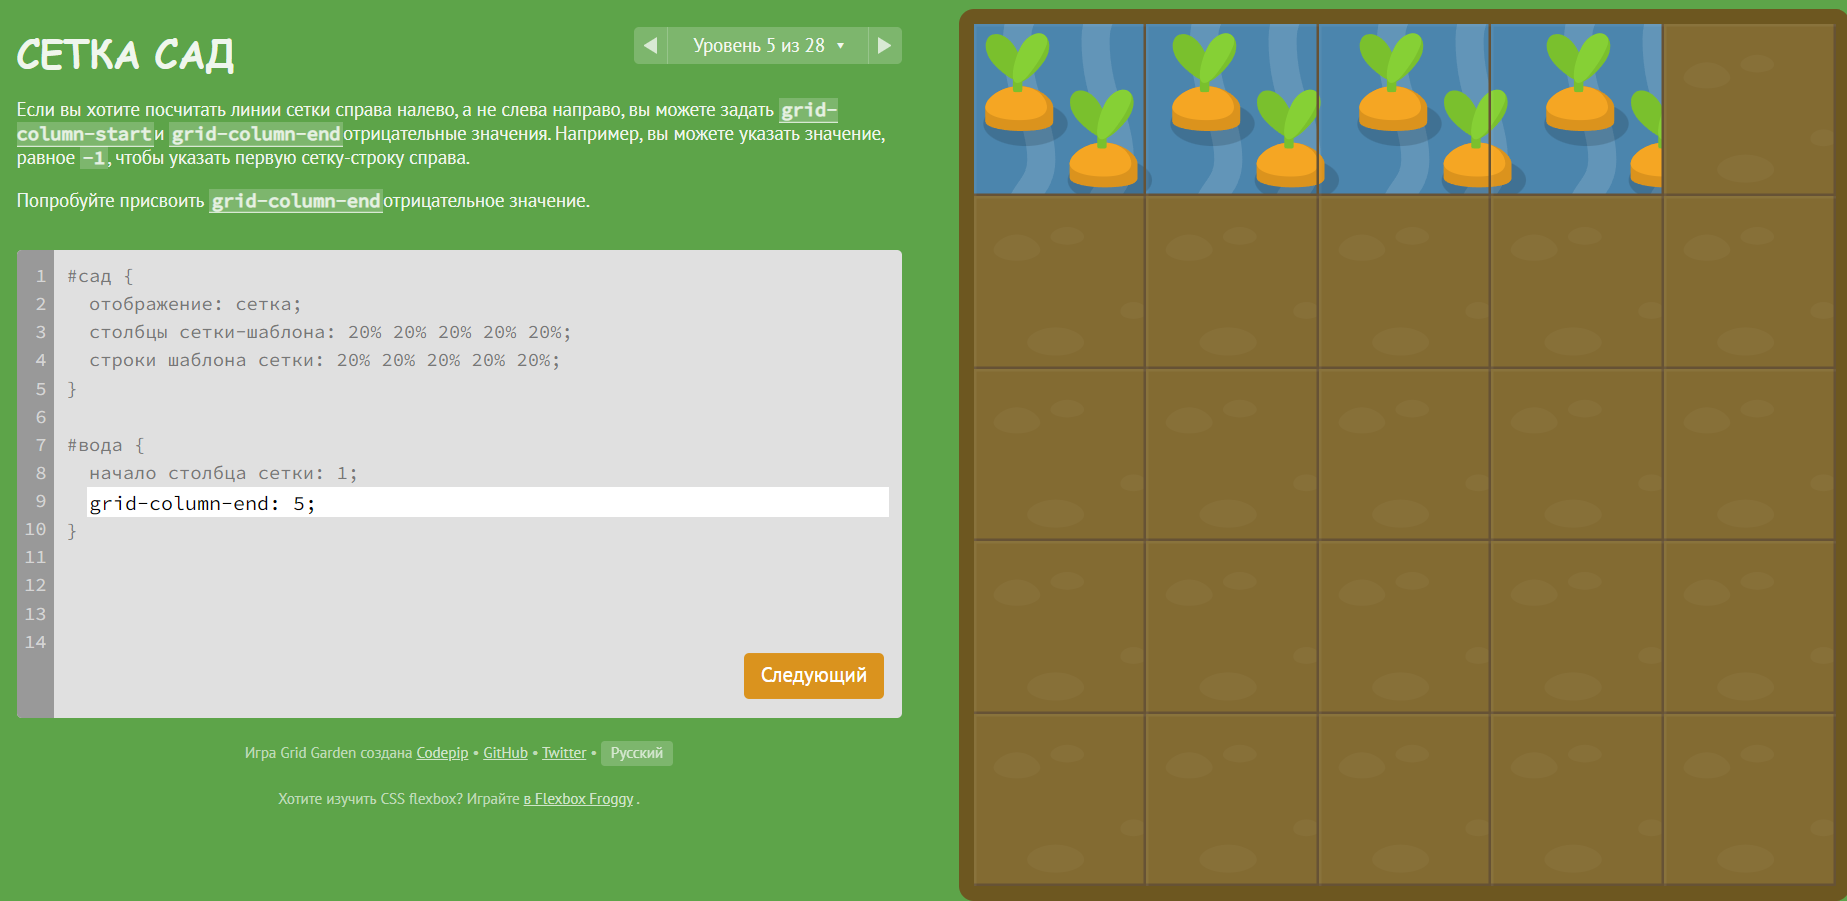 СЕТКА САД
◀ Уровень 5 из 28 ▾ ▶
Если вы хотите посчитать линии сетки справа налево, а не слева направо, вы можете задать grid-
column-startи grid-column-endотрицательные значения. Например, вы можете указать значение,
равное -1, чтобы указать первую сетку-строку справа.
Попробуйте присвоить grid-column-endотрицательное значение.
1 #сад {
2 отображение: сетка;
3 столбцы сетки-шаблона: 20% 20% 20% 20% 20%;
4 строки шаблона сетки: 20% 20% 20% 20% 20%;
5 }
6
7 #вода {
8 начало столбца сетки: 1;
9 grid-column-end: 5;
10 }
11
12
13
14
Следующий
Игра Grid Garden создана Codepip • GitHub • Twitter • Русский
Хотите изучить CSS flexbox? Играйте в Flexbox Froggy .